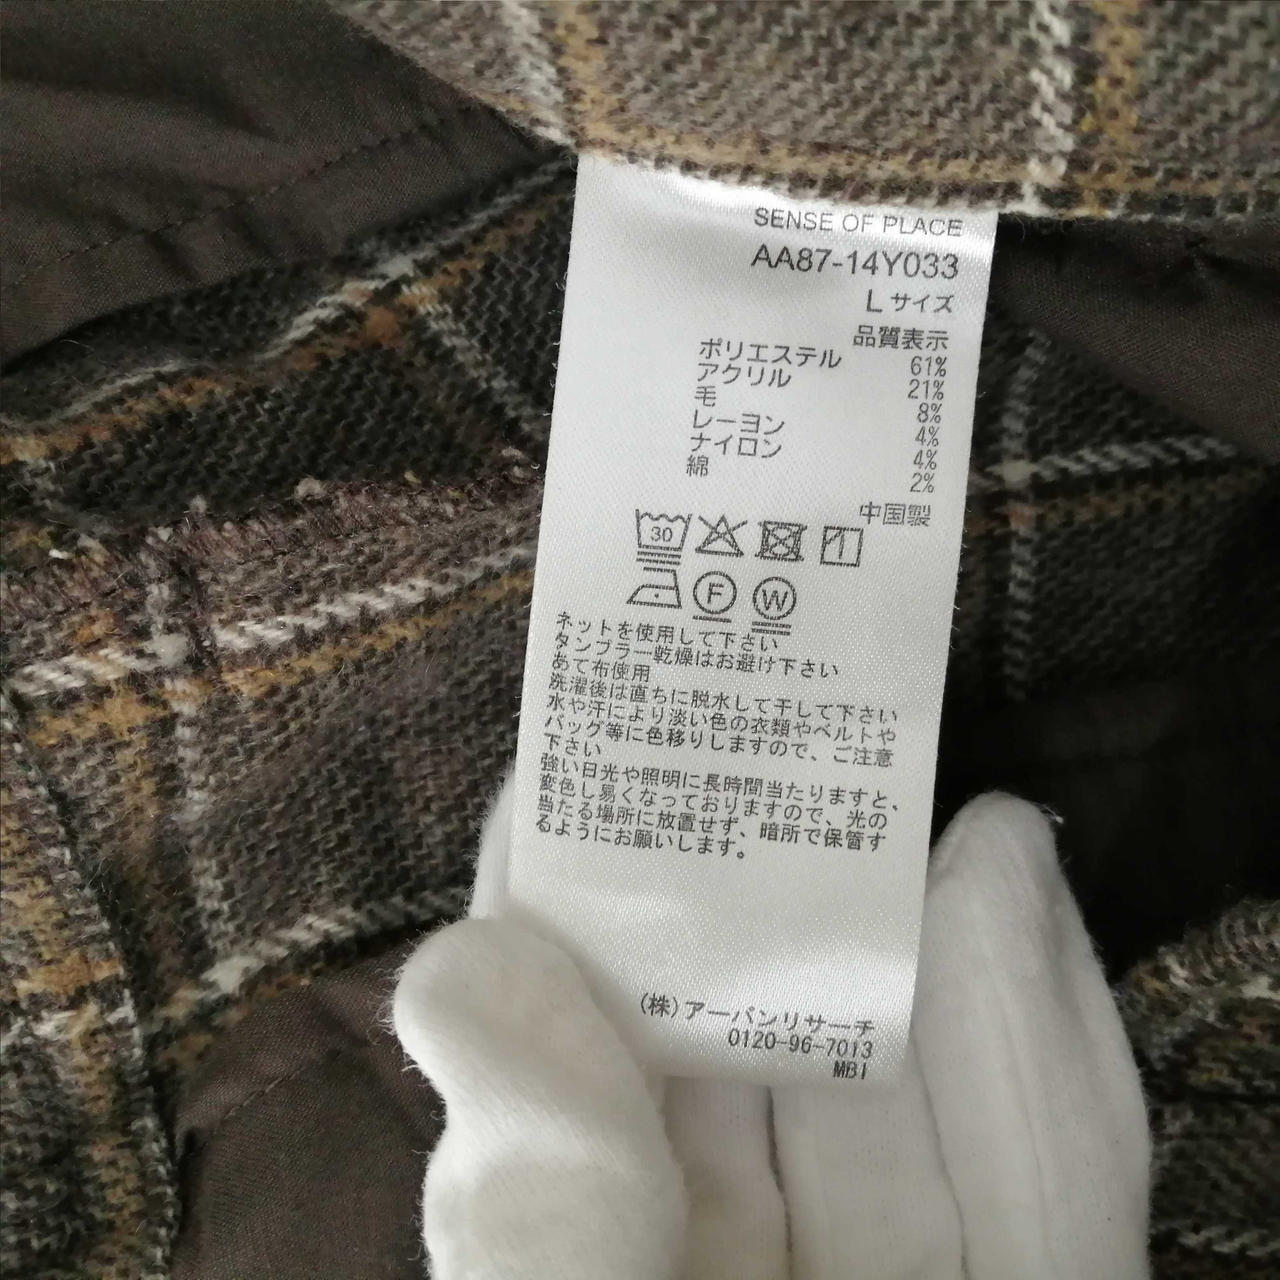 SENSE OF PLACE
AA87-14Y033
Lサイズ
品質表示
ポリエステル 61%
アクリル 21%
毛 8%
レーヨン 4%
ナイロン 4%
綿 2%
中国製
30
F W
ネットを使用して下さい
タンブラー乾燥はお避け下さい
あて布使用
洗濯後は直ちに脱水して干して下さい
水や汗により淡い色の衣類やベルトや
バッグ等に色移りしますので、ご注意
下さい
強い日光や照明に長時間当たりますと、
変色し易くなっておりますので、光の
当たる場所に放置せず、暗所で保管す
るようにお願いします。
(株)アーバンリサーチ
0120-96-7013
MBI